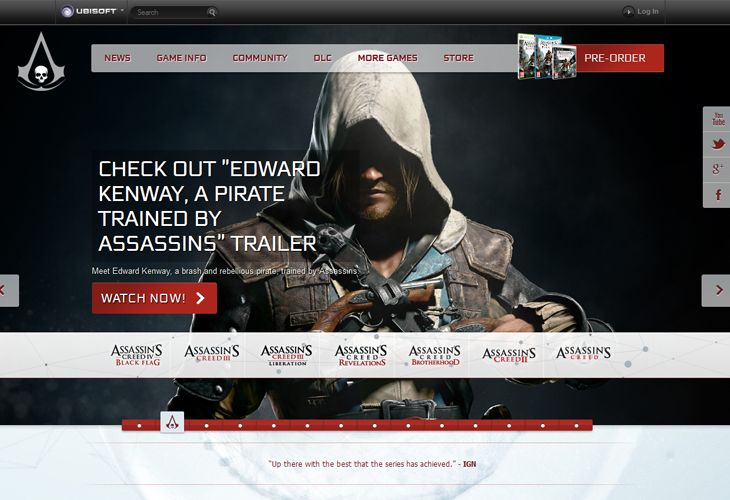 UBISOFT
Search
Log In
NEWS
GAME INFO
COMMUNITY
DLC
MORE GAMES
STORE
PRE-ORDER
You
Tube
g+
f
CHECK OUT "EDWARD
KENWAY, A PIRATE
TRAINED BY
ASSASSINS" TRAILER
Meet Edward Kenway, a brash and rebellious pirate, trained by Assassins.
WATCH NOW!
ASSASSIN'S CREED IV BLACK FLAG
ASSASSIN'S CREED III
ASSASSIN'S CREED III LIBERATION
ASSASSIN'S CREED REVELATIONS
ASSASSIN'S CREED BROTHERHOOD
ASSASSIN'S CREED II
ASSASSIN'S CREED
"Up there with the best that the series has achieved." - IGN